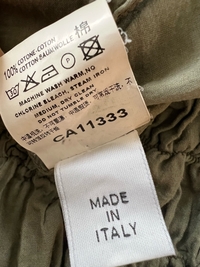 100% COTONE-COTON
COTTON-BAUMWOLLE
MACHINE WASH WARM, NO
CHLORINE BLEACH, STEAM IRON
MEDIUM, DRY CLEAN
DO NOT TUMBLE DRY
CA11333
MADE
IN
ITALY